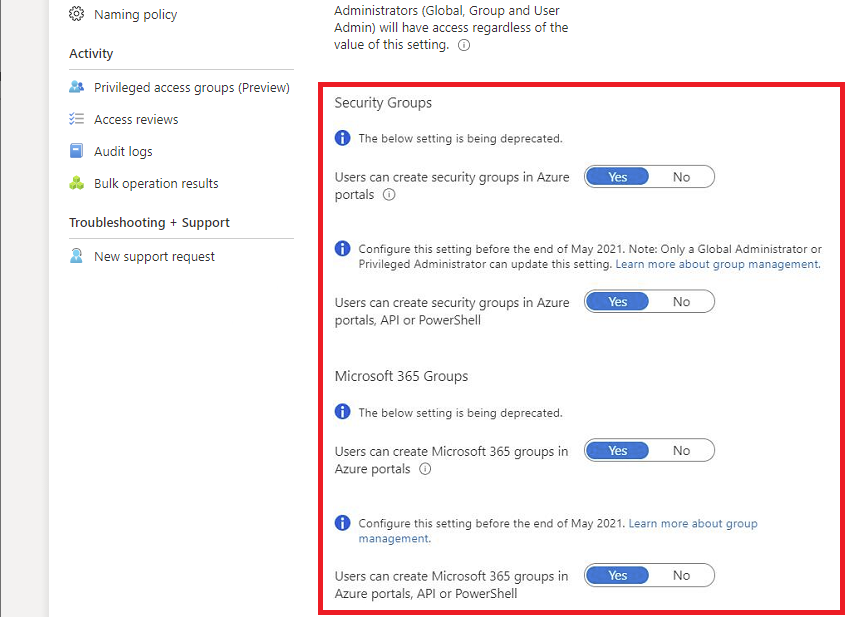 Naming policy
Activity
Privileged access groups (Preview)
Access reviews
Audit logs
Bulk operation results
Troubleshooting + Support
New support request
Administrators (Global, Group and User
Admin) will have access regardless of the
value of this setting.
Security Groups
The below setting is being deprecated.
Users can create security groups in Azure
portals
Yes No
Configure this setting before the end of May 2021. Note: Only a Global Administrator or
Privileged Administrator can update this setting. Learn more about group management.
Users can create security groups in Azure
portals, API or PowerShell
Yes No
Microsoft 365 Groups
The below setting is being deprecated.
Users can create Microsoft 365 groups in
Azure portals
Yes No
Configure this setting before the end of May 2021. Learn more about group
management.
Users can create Microsoft 365 groups in
Azure portals, API or PowerShell
Yes No